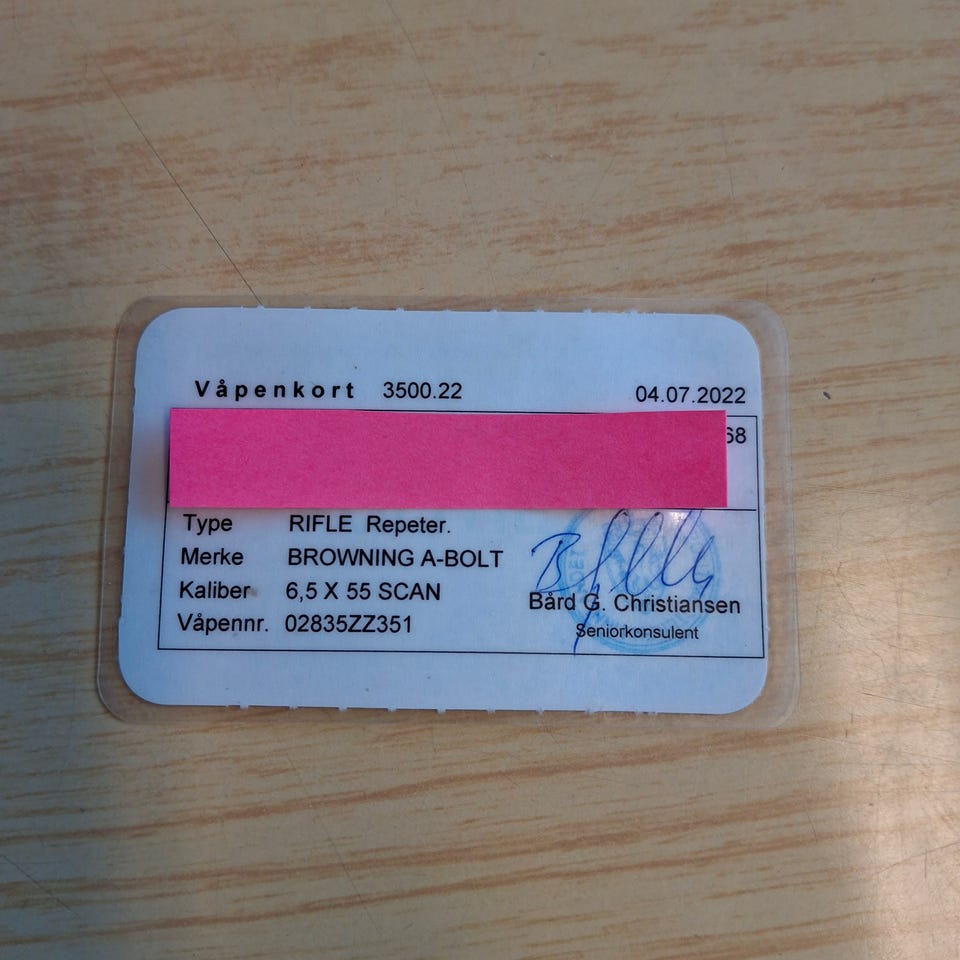 Våpenkort 3500.22 04.07.2022
68
Type RIFLE Repeter.
Merke BROWNING A-BOLT
Kaliber 6,5 X 55 SCAN
Våpennr. 02835ZZ351
Bård G. Christiansen
Seniorkonsulent